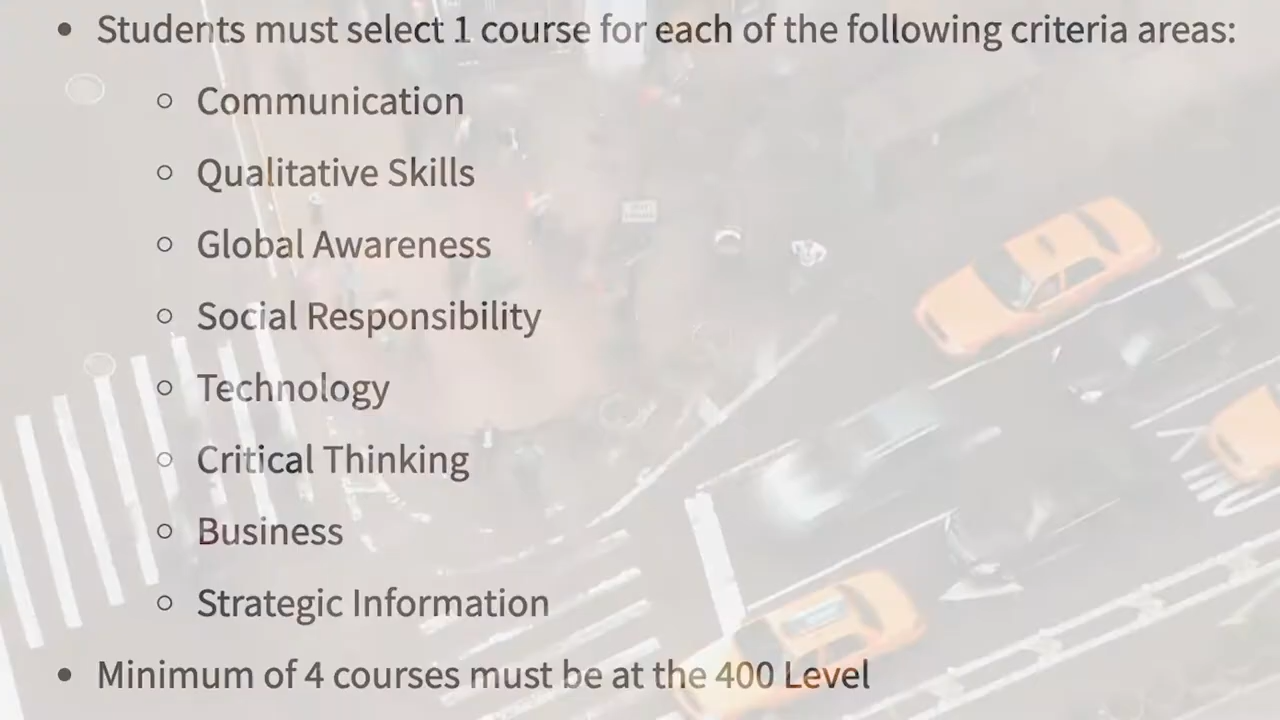 • Students must select 1 course for each of the following criteria areas:
○ Communication
○ Qualitative Skills
○ Global Awareness
○ Social Responsibility
○ Technology
○ Critical Thinking
○ Business
○ Strategic Information
• Minimum of 4 courses must be at the 400 Level